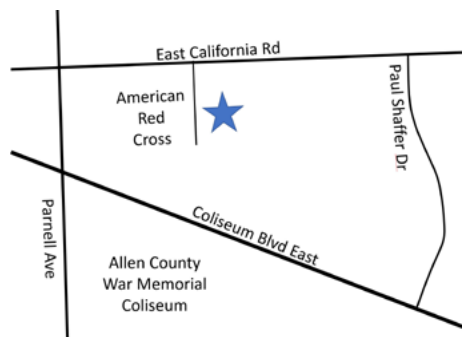 East California Rd
American
Red
Cross
Paul Shaffer Dr
Coliseum Blvd East
Parnell Ave
Allen County
War Memorial
Coliseum